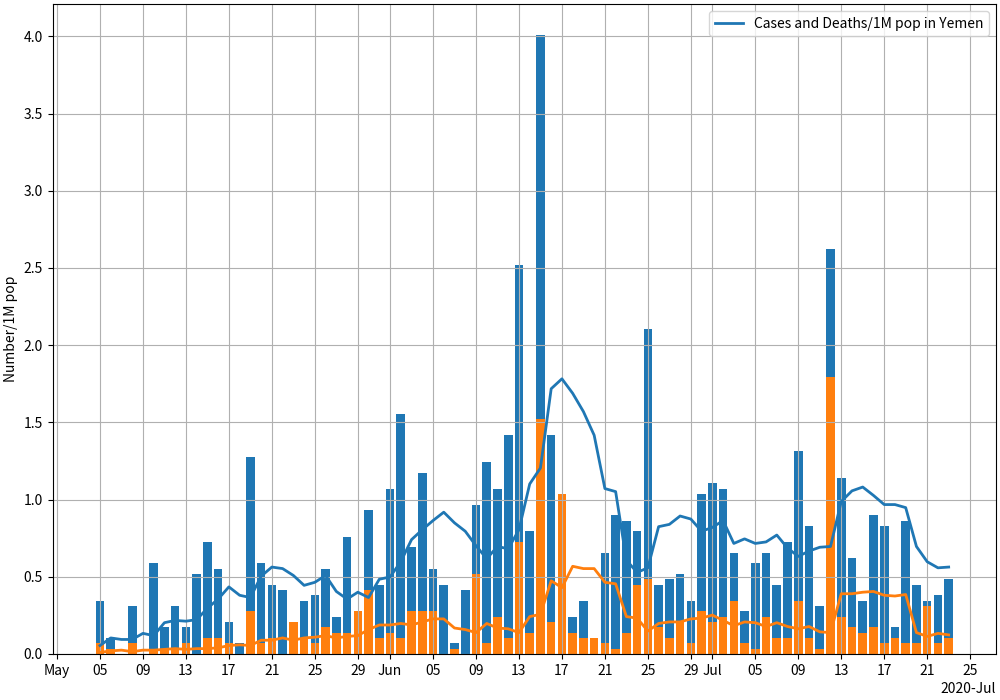 Cases and Deaths/1M pop in Yemen
Number/1M pop
4.0
3.5
3.0
2.5
2.0
1.5
1.0
0.5
0.0
May 05 09 13 17 21 25 29 Jun 05 09 13 17 21 25 29 Jul 05 09 13 17 21 25
2020-Jul